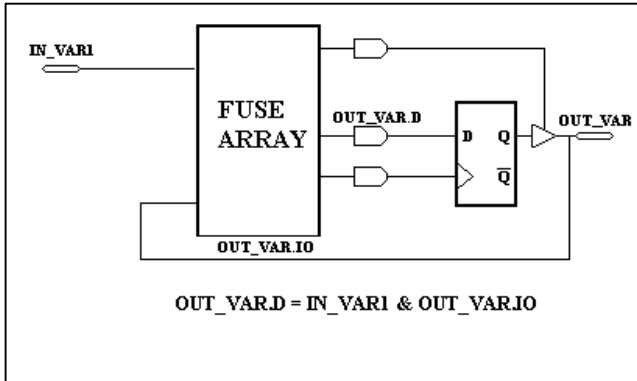 IN_VAR1
FUSE
ARRAY
OUT_VAR.D
D Q
Q̅
OUT_VAR
OUT_VAR.IO
OUT_VAR.D = IN_VAR1 & OUT_VAR.IO